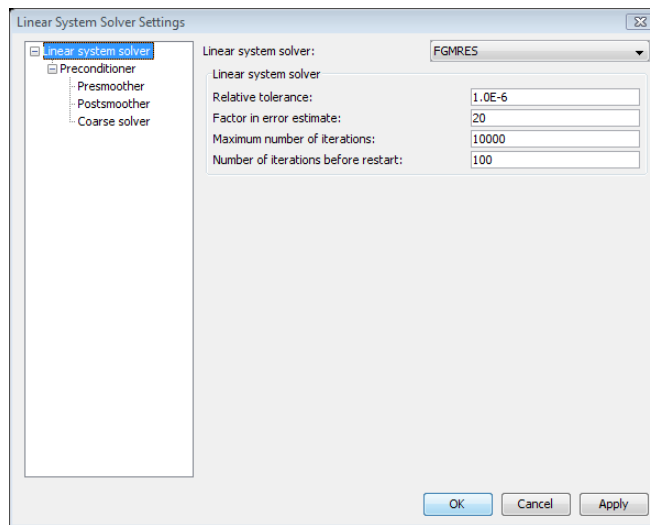 Linear System Solver Settings
Linear system solver
Preconditioner
Presmoother
Postsmoother
Coarse solver
Linear system solver: FGMRES
Linear system solver
Relative tolerance: 1.0E-6
Factor in error estimate: 20
Maximum number of iterations: 10000
Number of iterations before restart: 100
OK Cancel Apply